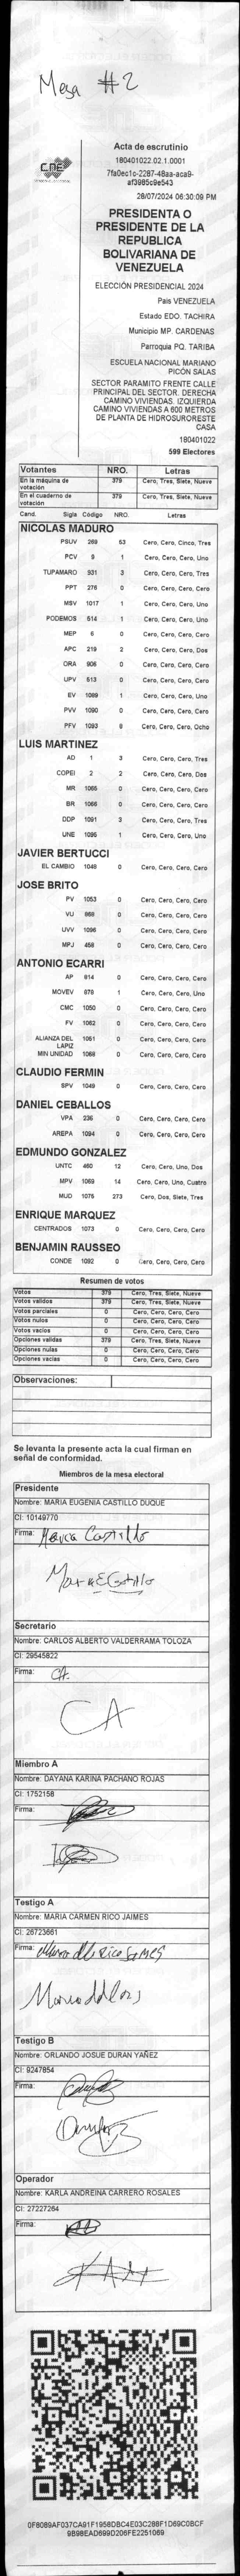 Mesa #2
CNE
Acta de escrutinio
180401022.02.1.0001
7fa0ec1c-2287-48aa-aca9-
af3985c9e543
28/07/2024 06:30:09 PM
PRESIDENTA O
PRESIDENTE DE LA
REPUBLICA
BOLIVARIANA DE
VENEZUELA
ELECCIÓN PRESIDENCIAL 2024
Pais VENEZUELA
Estado EDO. TACHIRA
Municipio MP. CARDENAS
Parroquia PQ. TARIBA
ESCUELA NACIONAL MARIANO
PICÓN SALAS
SECTOR PARAMITO FRENTE CALLE
PRINCIPAL DEL SECTOR. DERECHA
CAMINO VIVIENDAS. IZQUIERDA
CAMINO VIVIENDAS A 600 METROS
DE PLANTA DE HIDROSUROESTE
CASA
180401022
599 Electores
Votantes NRO. Letras
En la máquina de votación 379 Cero, Tres, Siete, Nueve
En el cuaderno de votación 379 Cero, Tres, Siete, Nueve
Cand. Sigla Código NRO. Letras
NICOLAS MADURO
PSUV 269 53 Cero, Cero, Cinco, Tres
PCV 9 1 Cero, Cero, Cero, Uno
TUPAMARO 931 3 Cero, Cero, Cero, Tres
PPT 276 0 Cero, Cero, Cero, Cero
MSV 1017 1 Cero, Cero, Cero, Uno
PODEMOS 514 1 Cero, Cero, Cero, Uno
MEP 6 0 Cero, Cero, Cero, Cero
APC 219 2 Cero, Cero, Cero, Dos
ORA 906 0 Cero, Cero, Cero, Cero
UPV 513 0 Cero, Cero, Cero, Cero
EV 1089 1 Cero, Cero, Cero, Uno
PVV 1090 0 Cero, Cero, Cero, Cero
PFV 1093 8 Cero, Cero, Cero, Ocho
LUIS MARTINEZ
AD 1 3 Cero, Cero, Cero, Tres
COPEI 2 2 Cero, Cero, Cero, Dos
MR 1065 0 Cero, Cero, Cero, Cero
BR 1066 0 Cero, Cero, Cero, Cero
DDP 1091 3 Cero, Cero, Cero, Tres
UNE 1095 1 Cero, Cero, Cero, Uno
JAVIER BERTUCCI
EL CAMBIO 1046 0 Cero, Cero, Cero, Cero
JOSE BRITO
PV 1053 0 Cero, Cero, Cero, Cero
VU 868 0 Cero, Cero, Cero, Cero
UVV 1096 0 Cero, Cero, Cero, Cero
MPJ 458 0 Cero, Cero, Cero, Cero
ANTONIO ECARRI
AP 814 0 Cero, Cero, Cero, Cero
MOVEV 879 1 Cero, Cero, Cero, Uno
CMC 1050 0 Cero, Cero, Cero, Cero
FV 1062 0 Cero, Cero, Cero, Cero
ALIANZA DEL LAPIZ 1051 0 Cero, Cero, Cero, Cero
MIN UNIDAD 1068 0 Cero, Cero, Cero, Cero
CLAUDIO FERMIN
SPV 1049 0 Cero, Cero, Cero, Cero
DANIEL CEBALLOS
VPA 236 0 Cero, Cero, Cero, Cero
AREPA 1094 0 Cero, Cero, Cero, Cero
EDMUNDO GONZALEZ
UNTC 460 12 Cero, Cero, Uno, Dos
MPV 1069 14 Cero, Cero, Uno, Cuatro
MUD 1075 273 Cero, Dos, Siete, Tres
ENRIQUE MARQUEZ
CENTRADOS 1073 0 Cero, Cero, Cero, Cero
BENJAMIN RAUSSEO
CONDE 1092 0 Cero, Cero, Cero, Cero
Resumen de votos
Votos 379 Cero, Tres, Siete, Nueve
Votos validos 379 Cero, Tres, Siete, Nueve
Votos parciales 0 Cero, Cero, Cero, Cero
Votos nulos 0 Cero, Cero, Cero, Cero
Votos vacios 0 Cero, Cero, Cero, Cero
Opciones validas 379 Cero, Tres, Siete, Nueve
Opciones nulas 0 Cero, Cero, Cero, Cero
Opciones vacias 0 Cero, Cero, Cero, Cero
Observaciones:
Se levanta la presente acta la cual firman en
señal de conformidad.
Miembros de la mesa electoral
Presidente
Nombre: MARIA EUGENIA CASTILLO DUQUE
CI: 10149770
Firma: Maria Castillo
Maria E Castillo
Secretario
Nombre: CARLOS ALBERTO VALDERRAMA TOLOZA
CI: 29545822
Firma: CA
CA
Miembro A
Nombre: DAYANA KARINA PACHANO ROJAS
CI: 1752158
Firma:
Testigo A
Nombre: MARIA CARMEN RICO JAIMES
CI: 26723661
Firma:
Testigo B
Nombre: ORLANDO JOSUE DURAN YAÑEZ
CI: 9247854
Firma:
Operador
Nombre: KARLA ANDREINA CARRERO ROSALES
CI: 27227264
Firma:
0F8089AF037CA91F1958DBC4E03C288F1D69C0BCF
9B98EAD699D206FE2251069